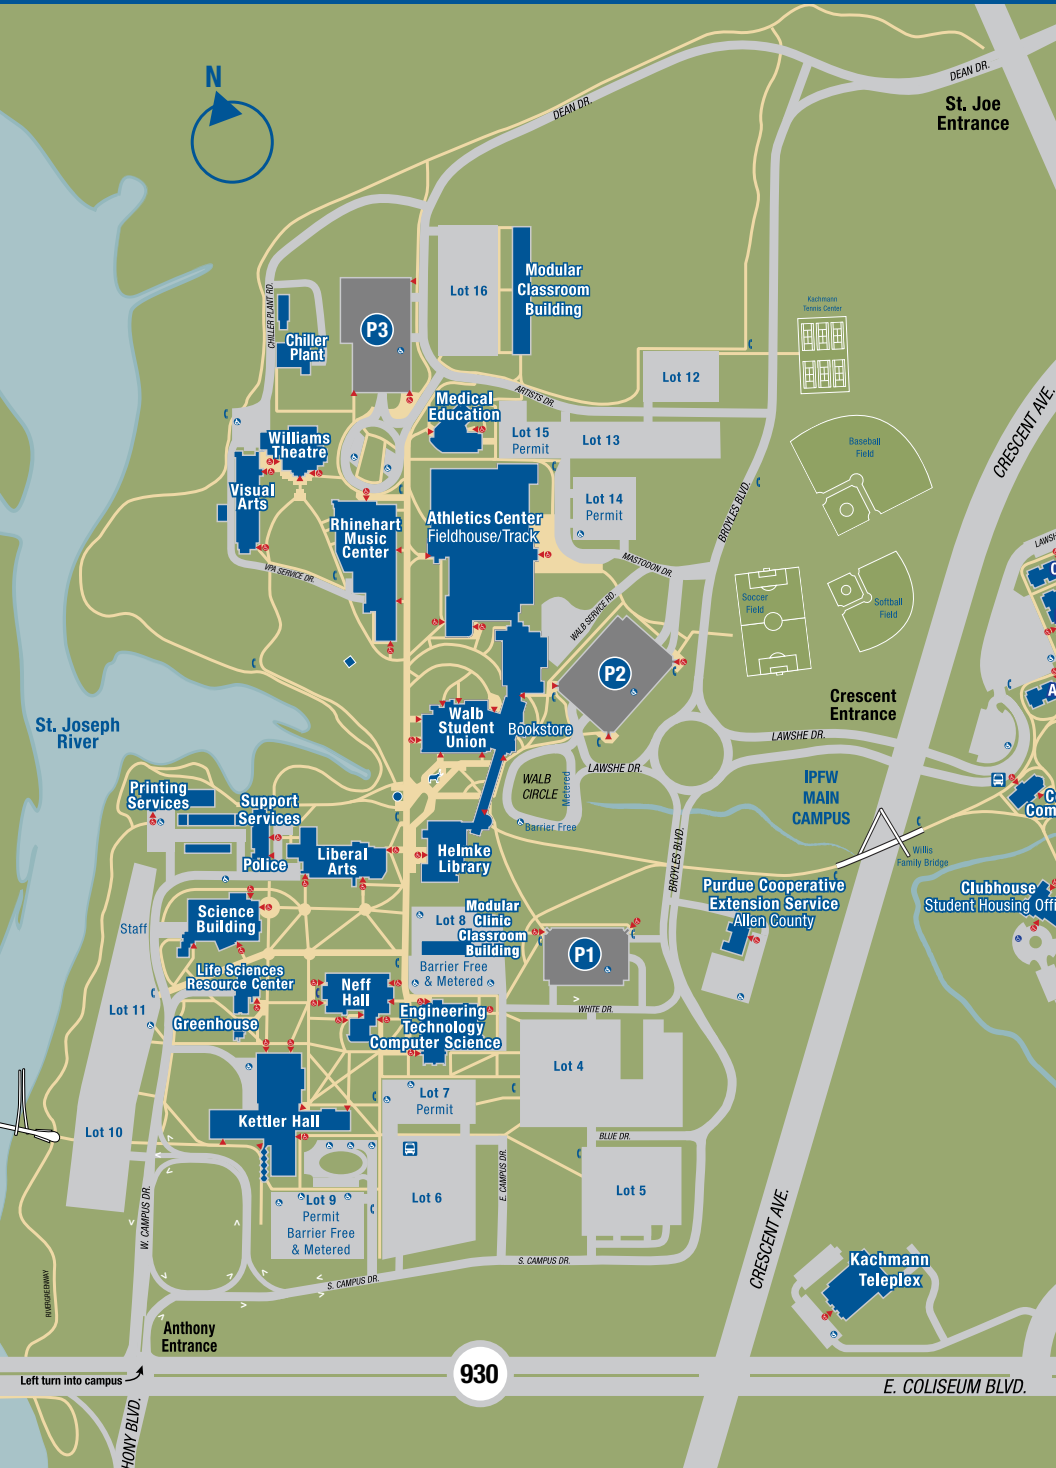 N
DEAN DR.
DEAN DR.
St. Joe
Entrance
CHILLER PLANT RD.
Lot 16
Modular
Classroom
Building
P3
Chiller
Plant
Kachmann
Tennis Center
Lot 12
ARTISTS DR.
Medical
Education
Lot 15
Permit
Lot 13
CRESCENT AVE.
Williams
Theatre
Visual
Arts
Baseball
Field
Rhinehart
Music
Center
Athletics Center
Fieldhouse/Track
Lot 14
Permit
BROYLES BLVD.
MASTODON DR.
VPA SERVICE DR.
WALB SERVICE RD.
Soccer
Field
Softball
Field
LAWSH
C
A
P2
Crescent
Entrance
St. Joseph
River
Walb
Student
Union
Bookstore
LAWSHE DR.
LAWSHE DR.
WALB
CIRCLE
Metered
Barrier Free
IPFW
MAIN
CAMPUS
C
Com
Printing
Services
Support
Services
Police
Liberal
Arts
Helmke
Library
BROYLES BLVD.
Willis
Family Bridge
Purdue Cooperative
Extension Service
Allen County
Clubhouse
Student Housing Offi
Staff
Science
Building
Lot 8
Modular
Clinic
Classroom
Building
Barrier Free
& Metered
P1
Life Sciences
Resource Center
Neff
Hall
Greenhouse
Lot 11
Engineering
Technology
Computer Science
WHITE DR.
Lot 4
Lot 7
Permit
Kettler Hall
Lot 10
BLUE DR.
E. CAMPUS DR.
Lot 5
Lot 6
Lot 9
Permit
Barrier Free
& Metered
W. CAMPUS DR.
CRESCENT AVE.
S. CAMPUS DR.
S. CAMPUS DR.
Kachmann
Teleplex
RIVERGREENWAY
Anthony
Entrance
Left turn into campus
930
E. COLISEUM BLVD.
HONY BLVD.